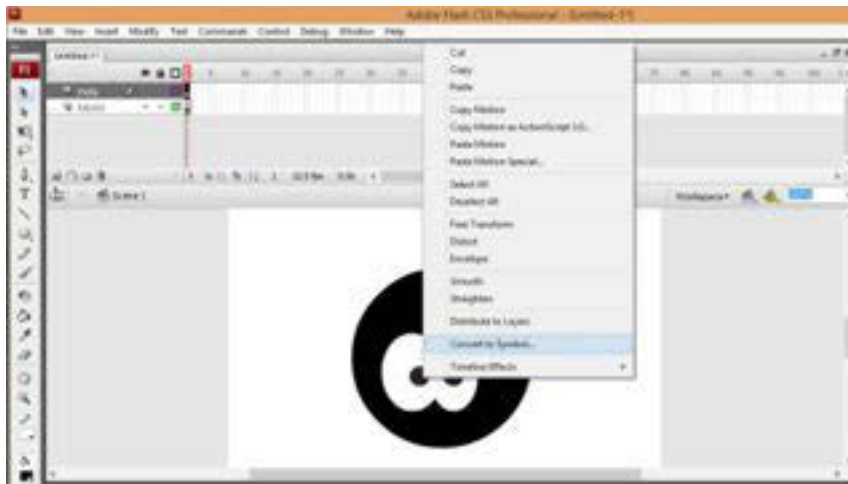 Adobe Flash CS3 Professional - [Untitled-1*]
File Edit View Insert Modify Text Commands Control Debug Window Help
Untitled-1*
Scene 1
Workspace
Cut
Copy
Paste
Copy Motion
Copy Motion as ActionScript 3.0...
Paste Motion
Paste Motion Special...
Select All
Deselect All
Free Transform
Distort
Envelope
Smooth
Straighten
Distribute to Layers
Convert to Symbol...
Timeline Effects